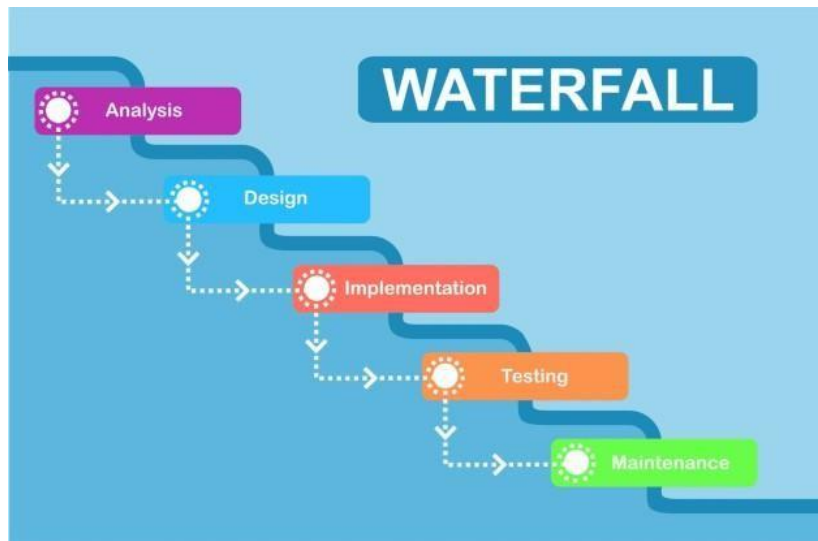 WATERFALL
Analysis
Design
Implementation
Testing
Maintenance